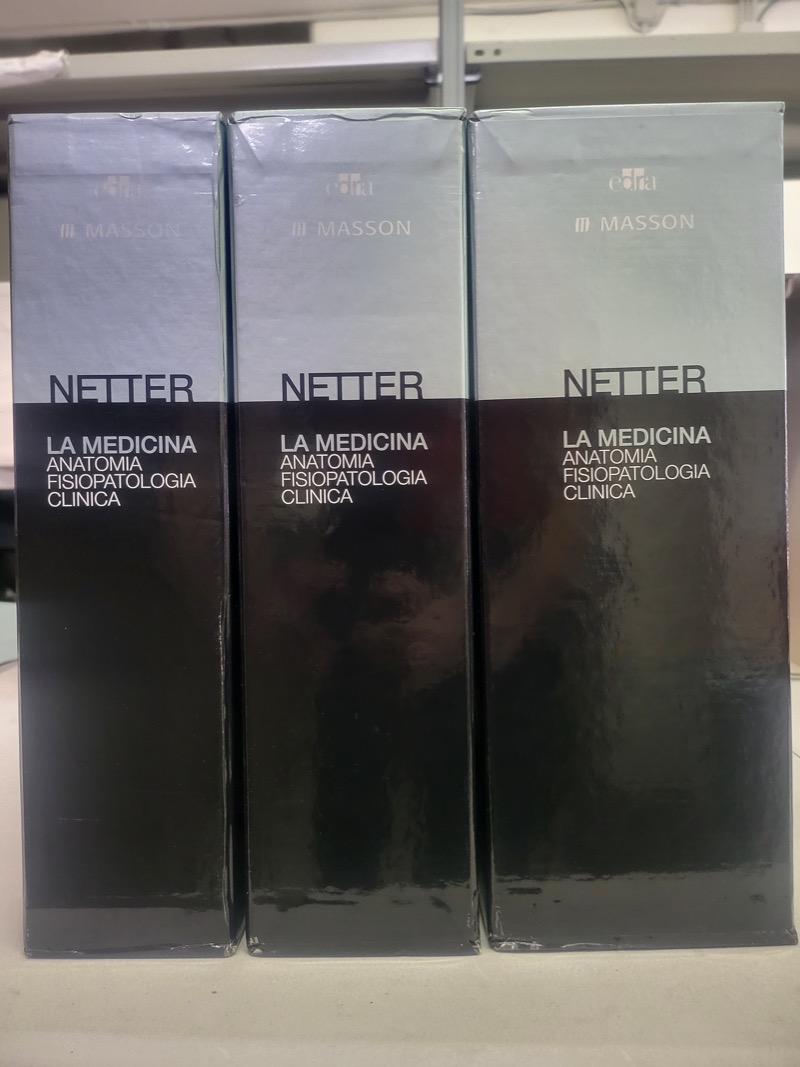 edra
MASSON
NETTER
LA MEDICINA
ANATOMIA
FISIOPATOLOGIA
CLINICA
edra
MASSON
NETTER
LA MEDICINA
ANATOMIA
FISIOPATOLOGIA
CLINICA
edra
MASSON
NETTER
LA MEDICINA
ANATOMIA
FISIOPATOLOGIA
CLINICA